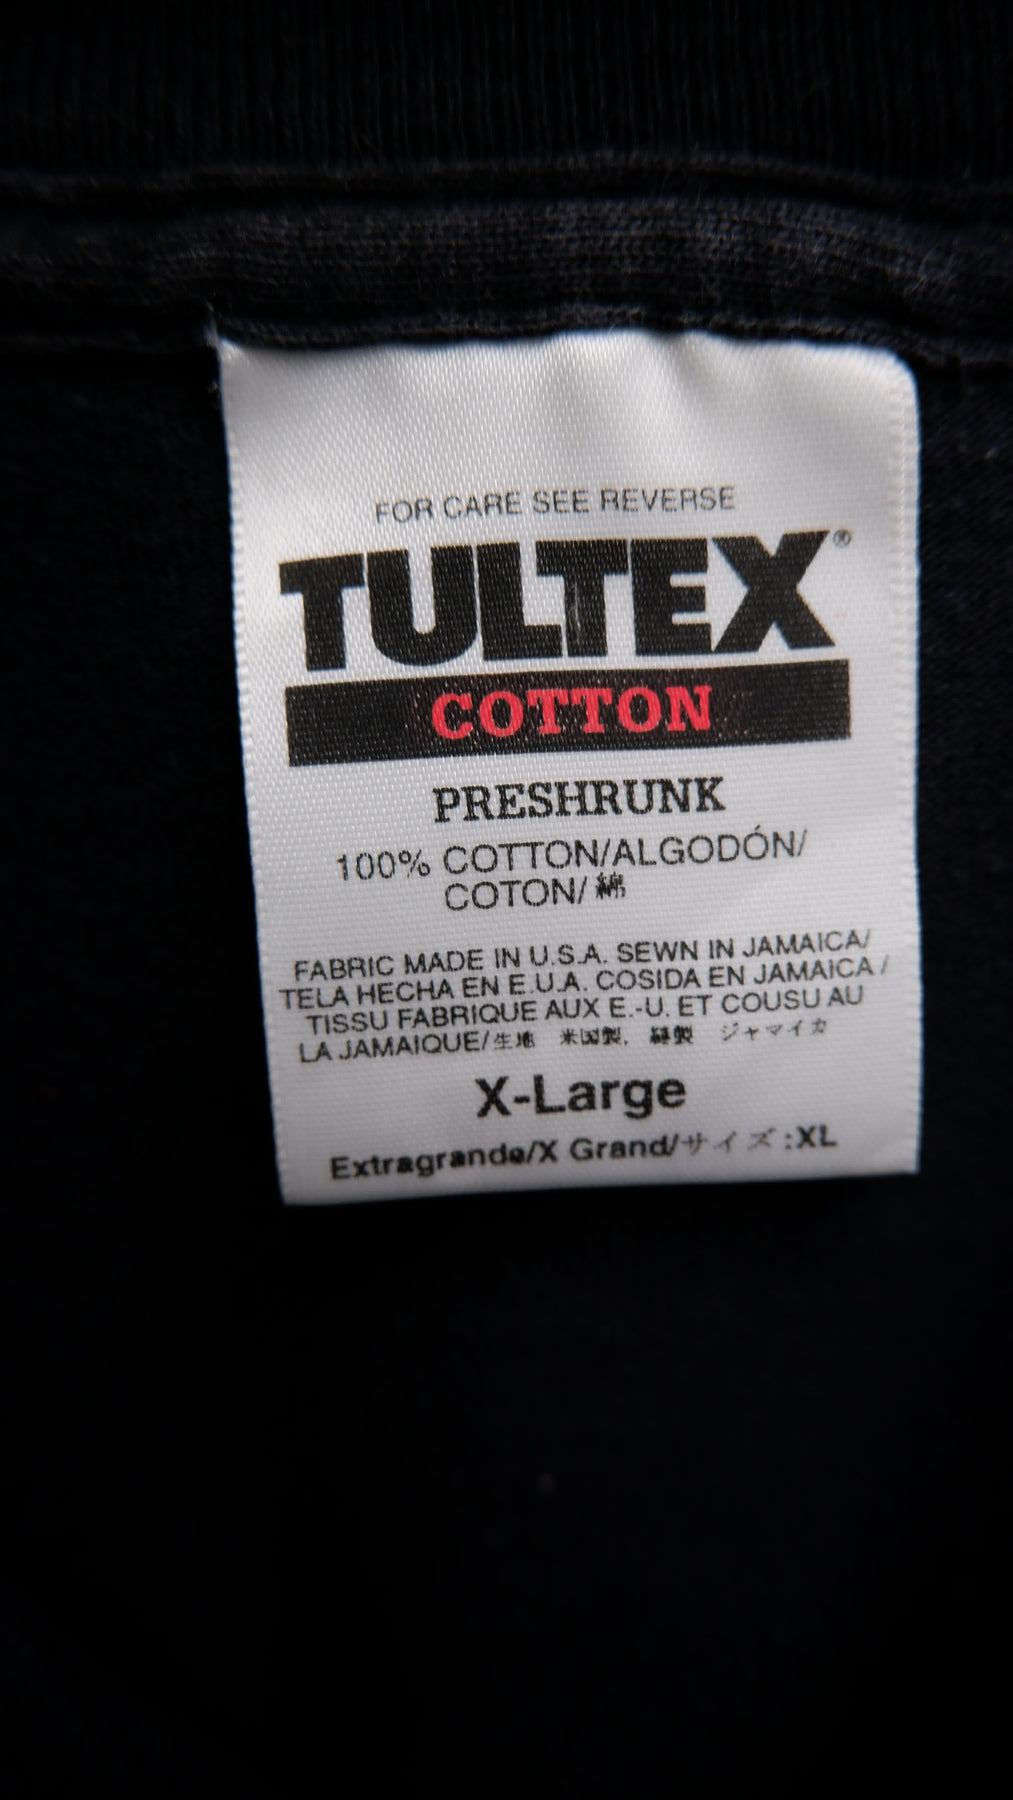 FOR CARE SEE REVERSE
TULTEX®
COTTON
PRESHRUNK
100% COTTON/ALGODÓN/
COTON/綿
FABRIC MADE IN U.S.A. SEWN IN JAMAICA/
TELA HECHA EN E.U.A. COSIDA EN JAMAICA /
TISSU FABRIQUE AUX E.-U. ET COUSU AU
LA JAMAIQUE/生地 米国製. 縫製 ジャマイカ
X-Large
Extragrande/X Grand/サイズ:XL